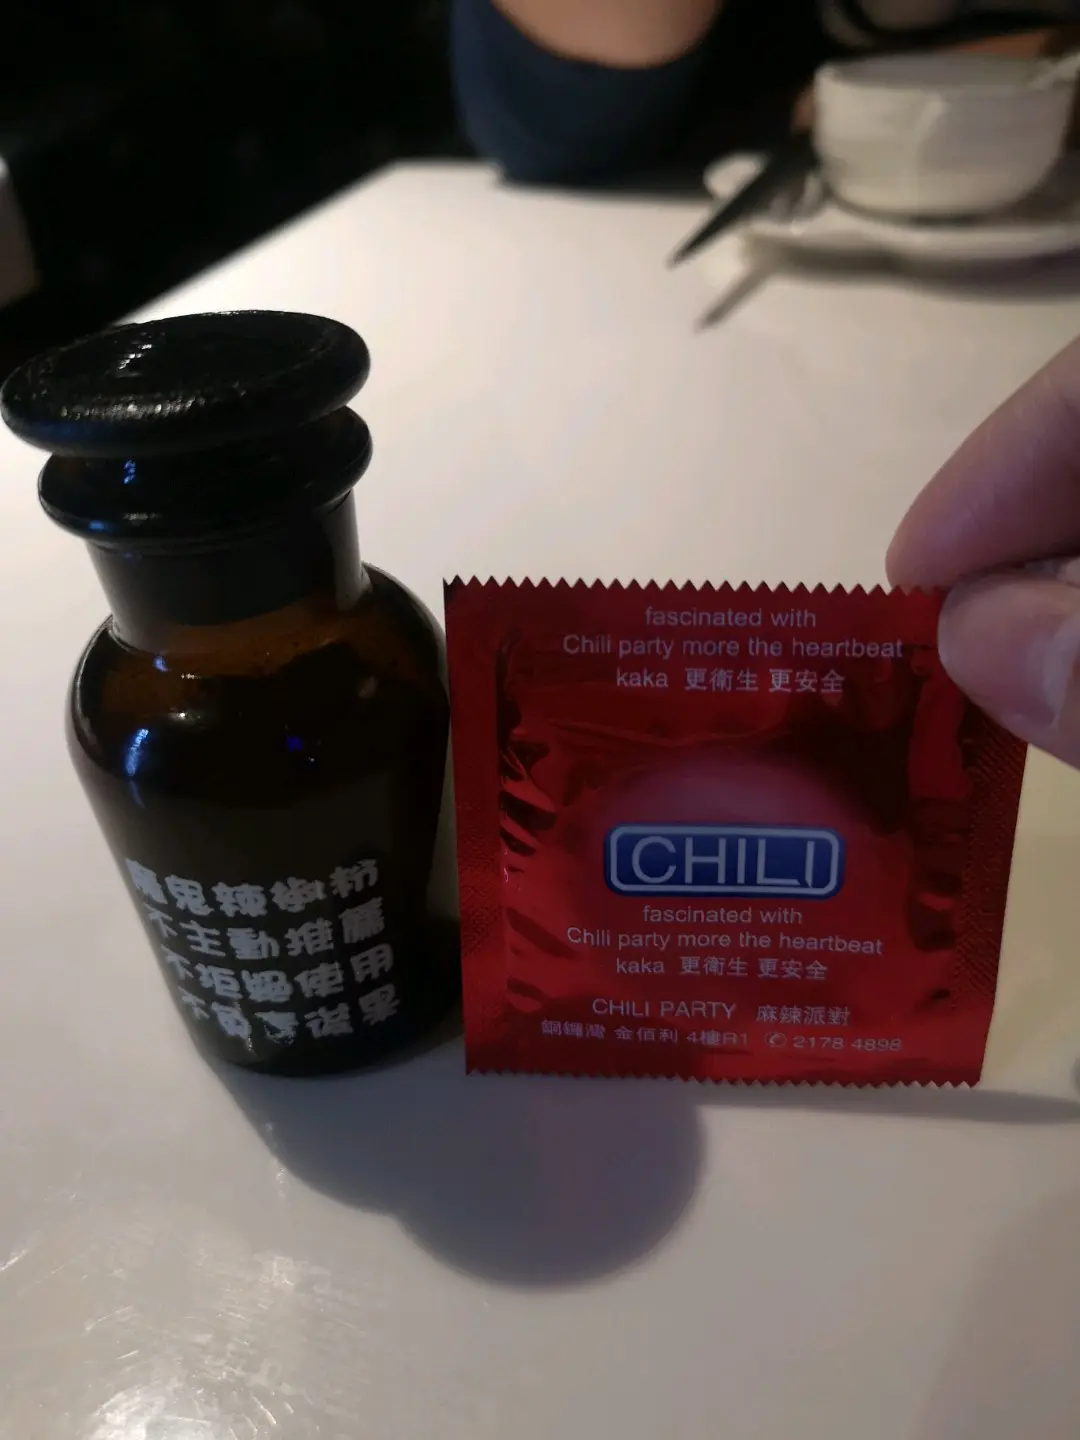 魔鬼辣椒粉
不主動推薦
不拒絕使用
不負責後果
fascinated with
Chili party more the heartbeat
kaka 更衛生 更安全
CHILI
fascinated with
Chili party more the heartbeat
kaka 更衛生 更安全
CHILI PARTY 麻辣派對
銅鑼灣 金佰利 4樓R1 ✆ 2178 4898